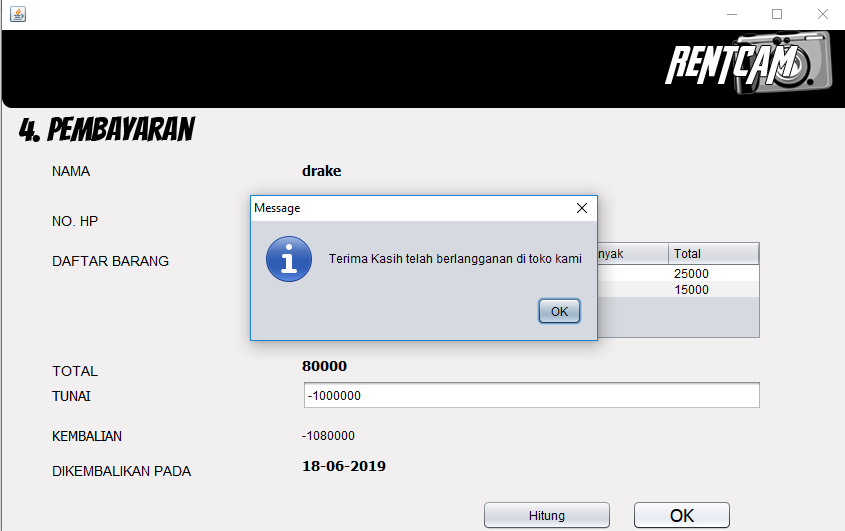 RENTCAM
4. PEMBAYARAN
NAMA
drake
Message
NO. HP
Terima Kasih telah berlangganan di toko kami
OK
DAFTAR BARANG
Total
25000
15000
TOTAL
80000
TUNAI
-1000000
KEMBALIAN
-1080000
DIKEMBALIKAN PADA
18-06-2019
Hitung
OK